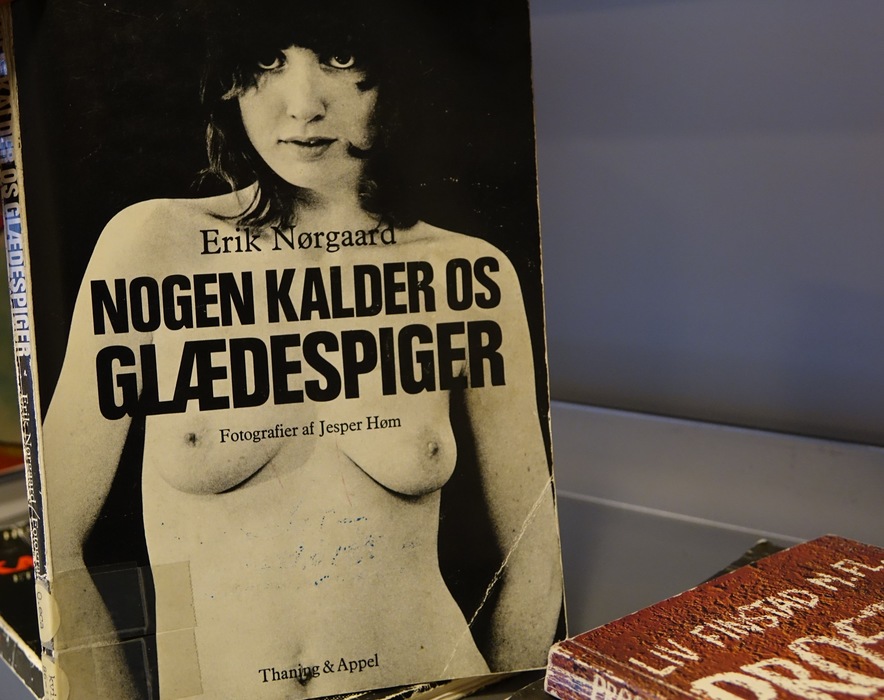 Erik Nørgaard
NOGEN KALDER OS
GLÆDESPIGER
Fotografier af Jesper Høm
Thaning & Appel
KALDER OS GLÆDESPIGER
Erik Nørgaard
LIV FINSTAD M.FL.